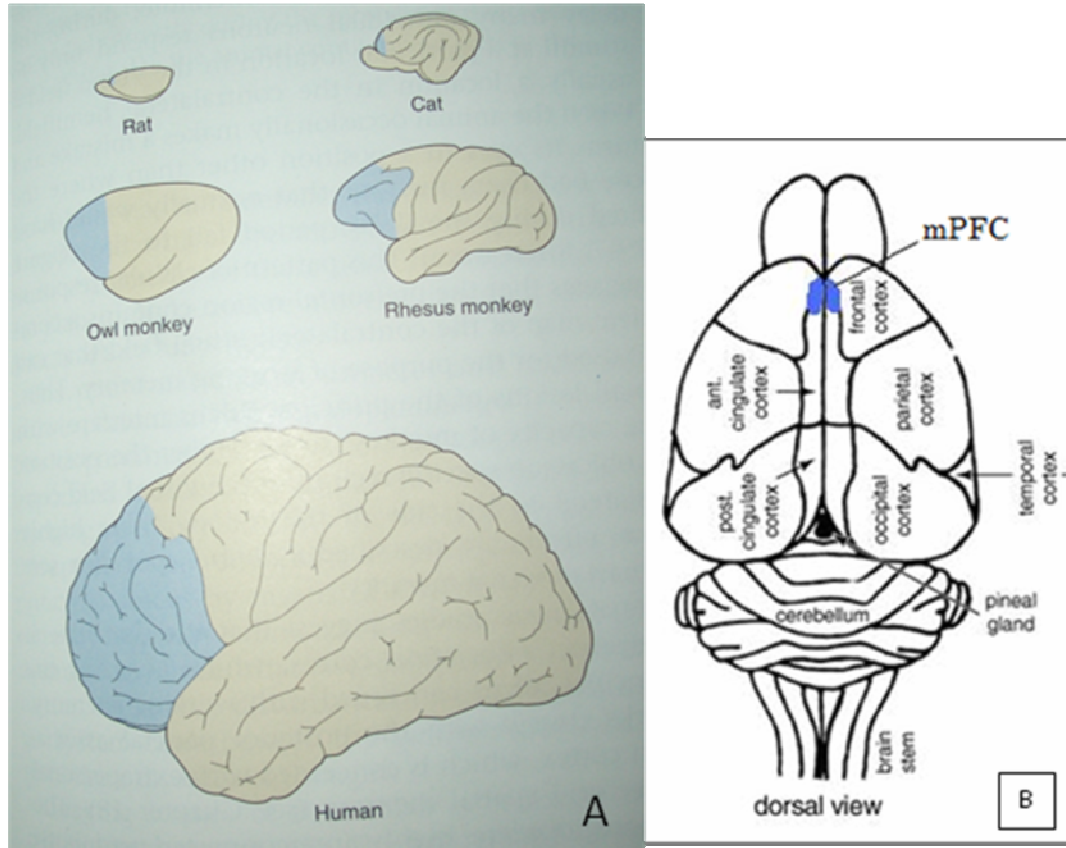 Rat
Cat
Owl monkey
Rhesus monkey
Human
A
mPFC
frontal
cortex
ant.
cingulate
cortex
parietal
cortex
temporal
cortex
post.
cingulate
cortex
occipital
cortex
cerebellum
pineal
gland
brain
stem
dorsal view
B